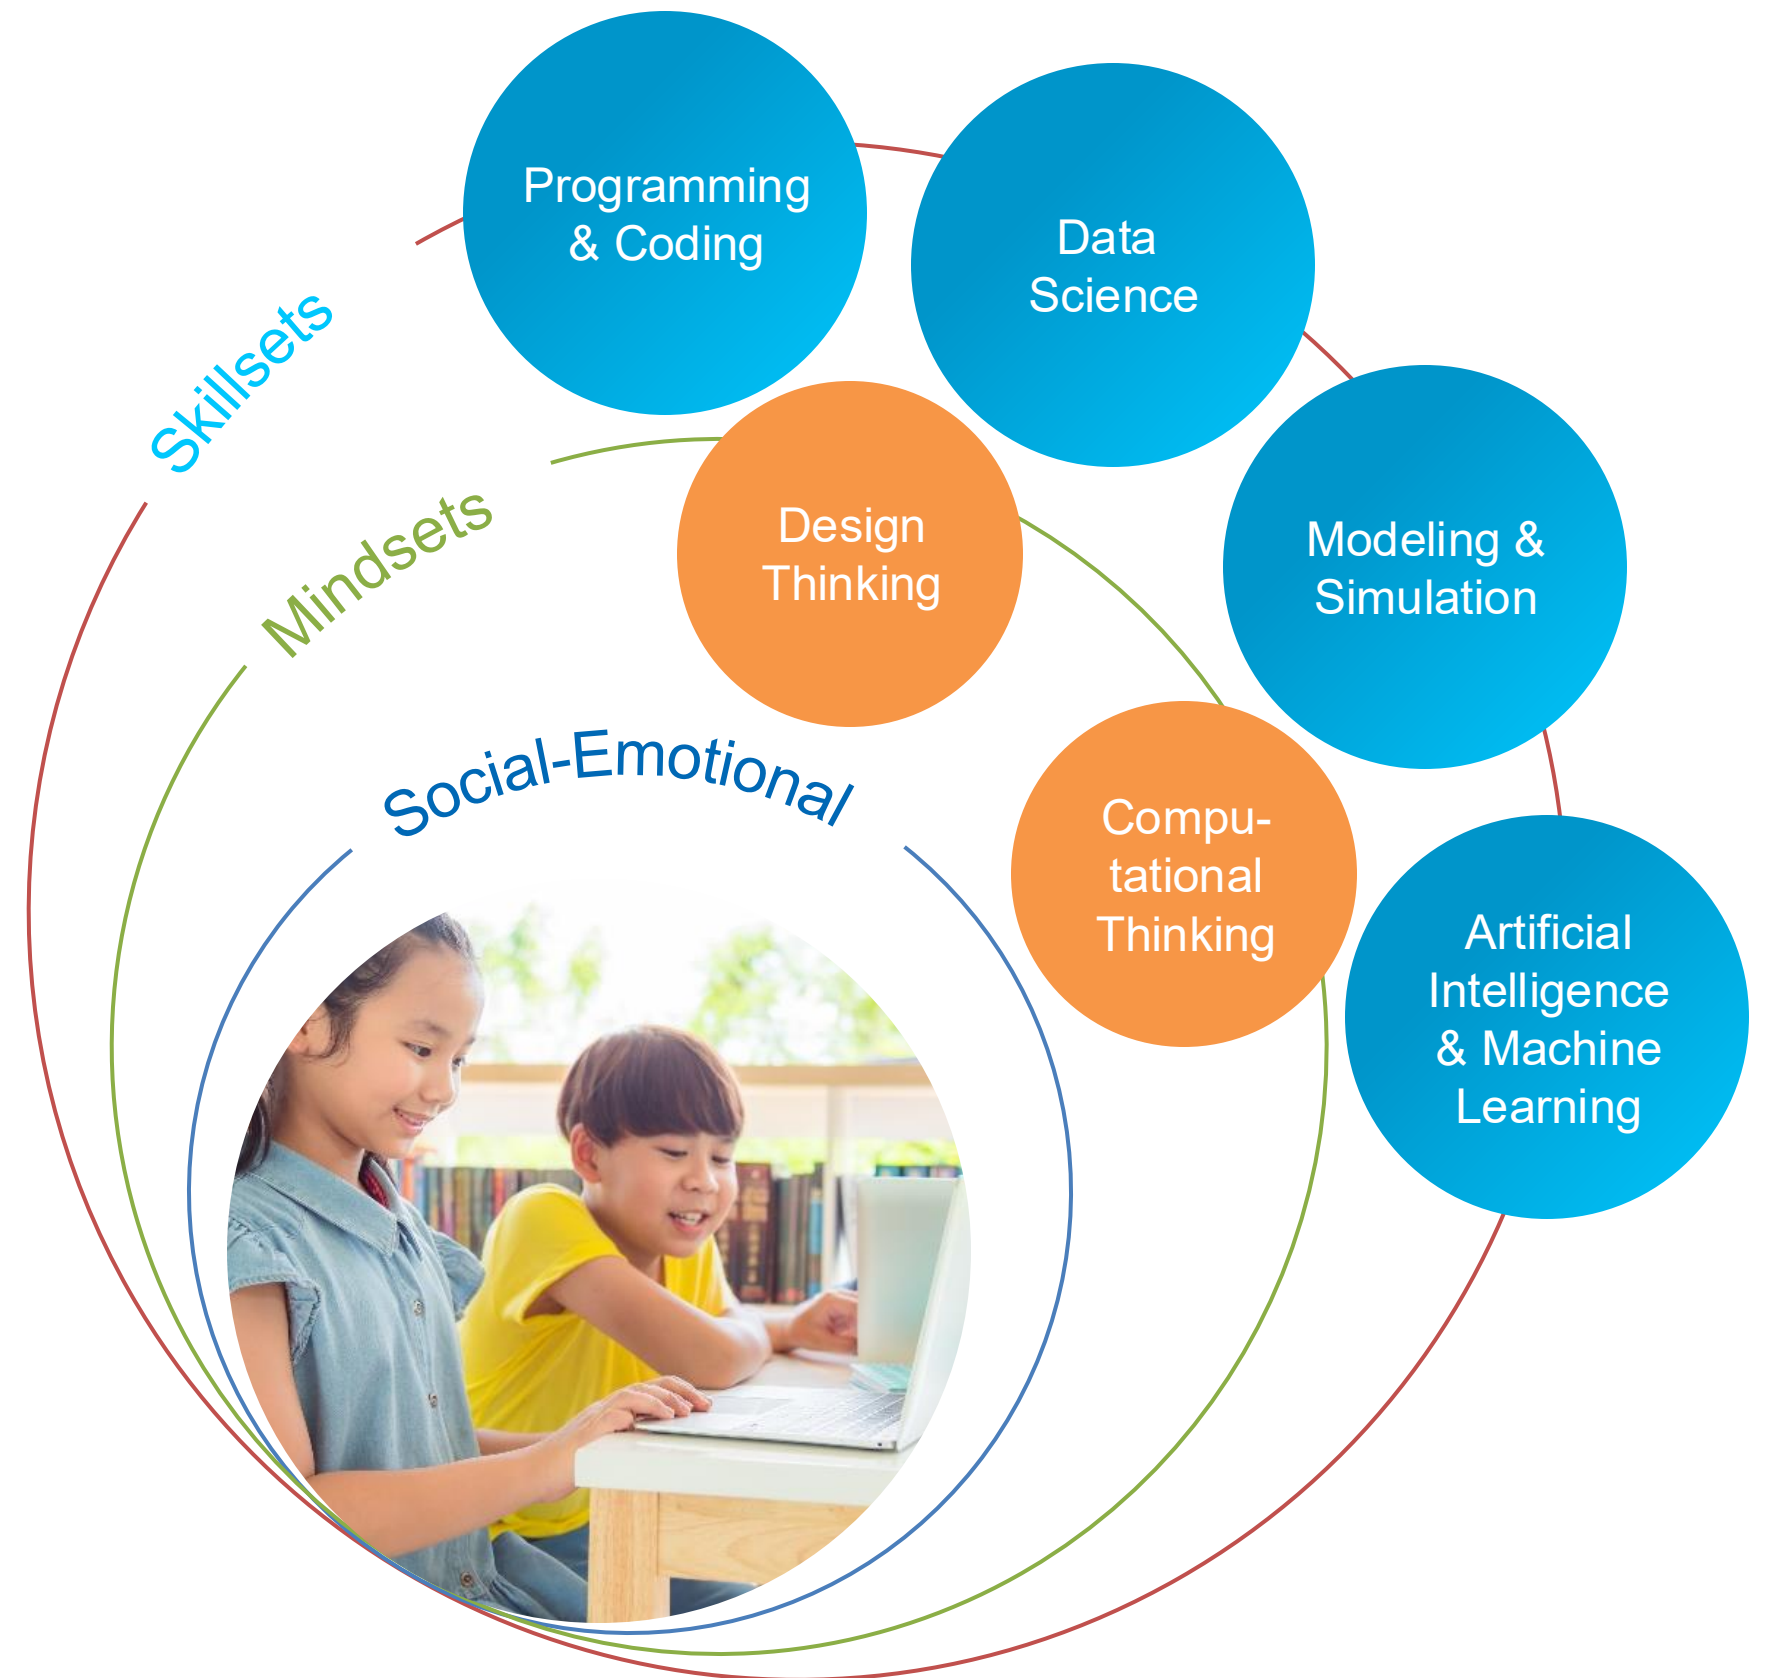 Programming
& Coding
Data
Science
Skillsets
Mindsets
Design
Thinking
Modeling &
Simulation
Social-Emotional
Compu-
tational
Thinking
Artificial
Intelligence
& Machine
Learning